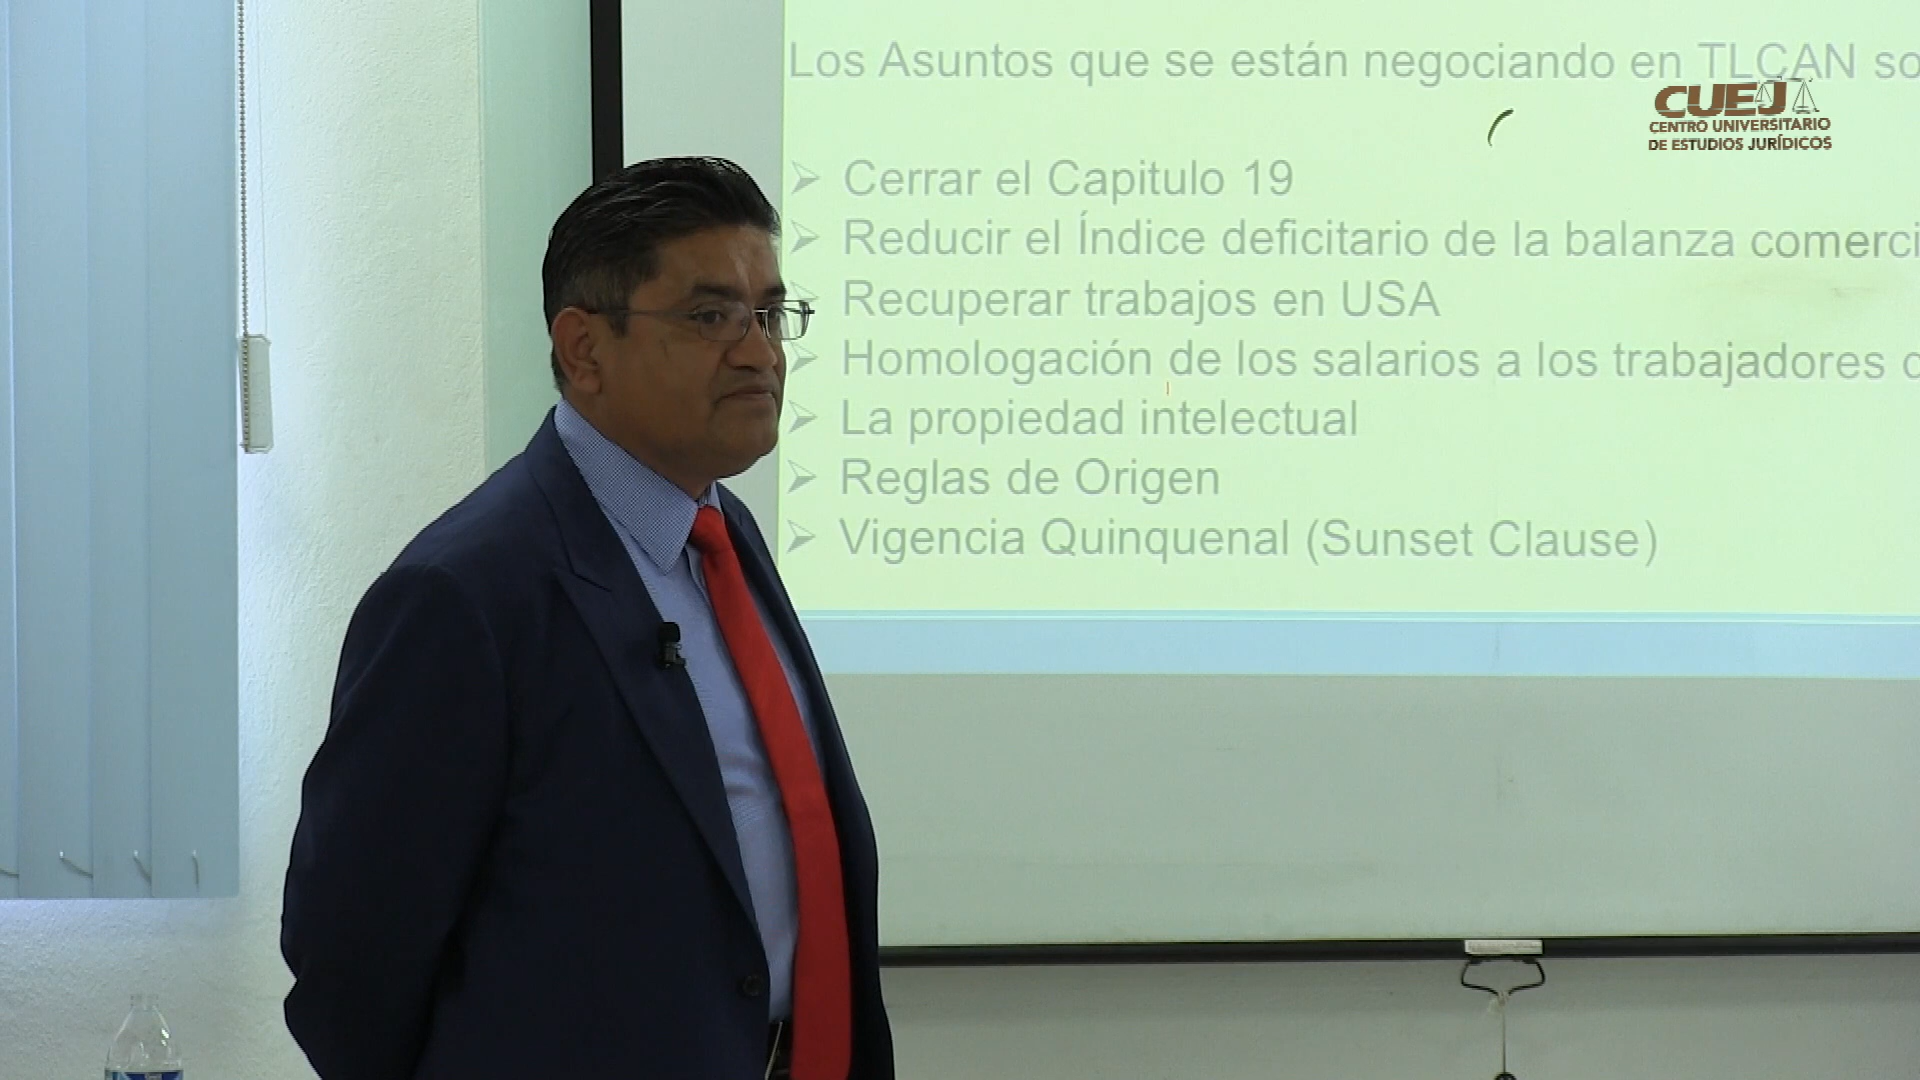 Los Asuntos que se están negociando en TLCAN
CUEJ
CENTRO UNIVERSITARIO
DE ESTUDIOS JURÍDICOS
Cerrar el Capitulo 19
Reducir el Índice deficitario de la balanza
Recuperar trabajos en USA
Homologación de los salarios a los trabajadores
La propiedad intelectual
Reglas de Origen
Vigencia Quinquenal (Sunset Clause)